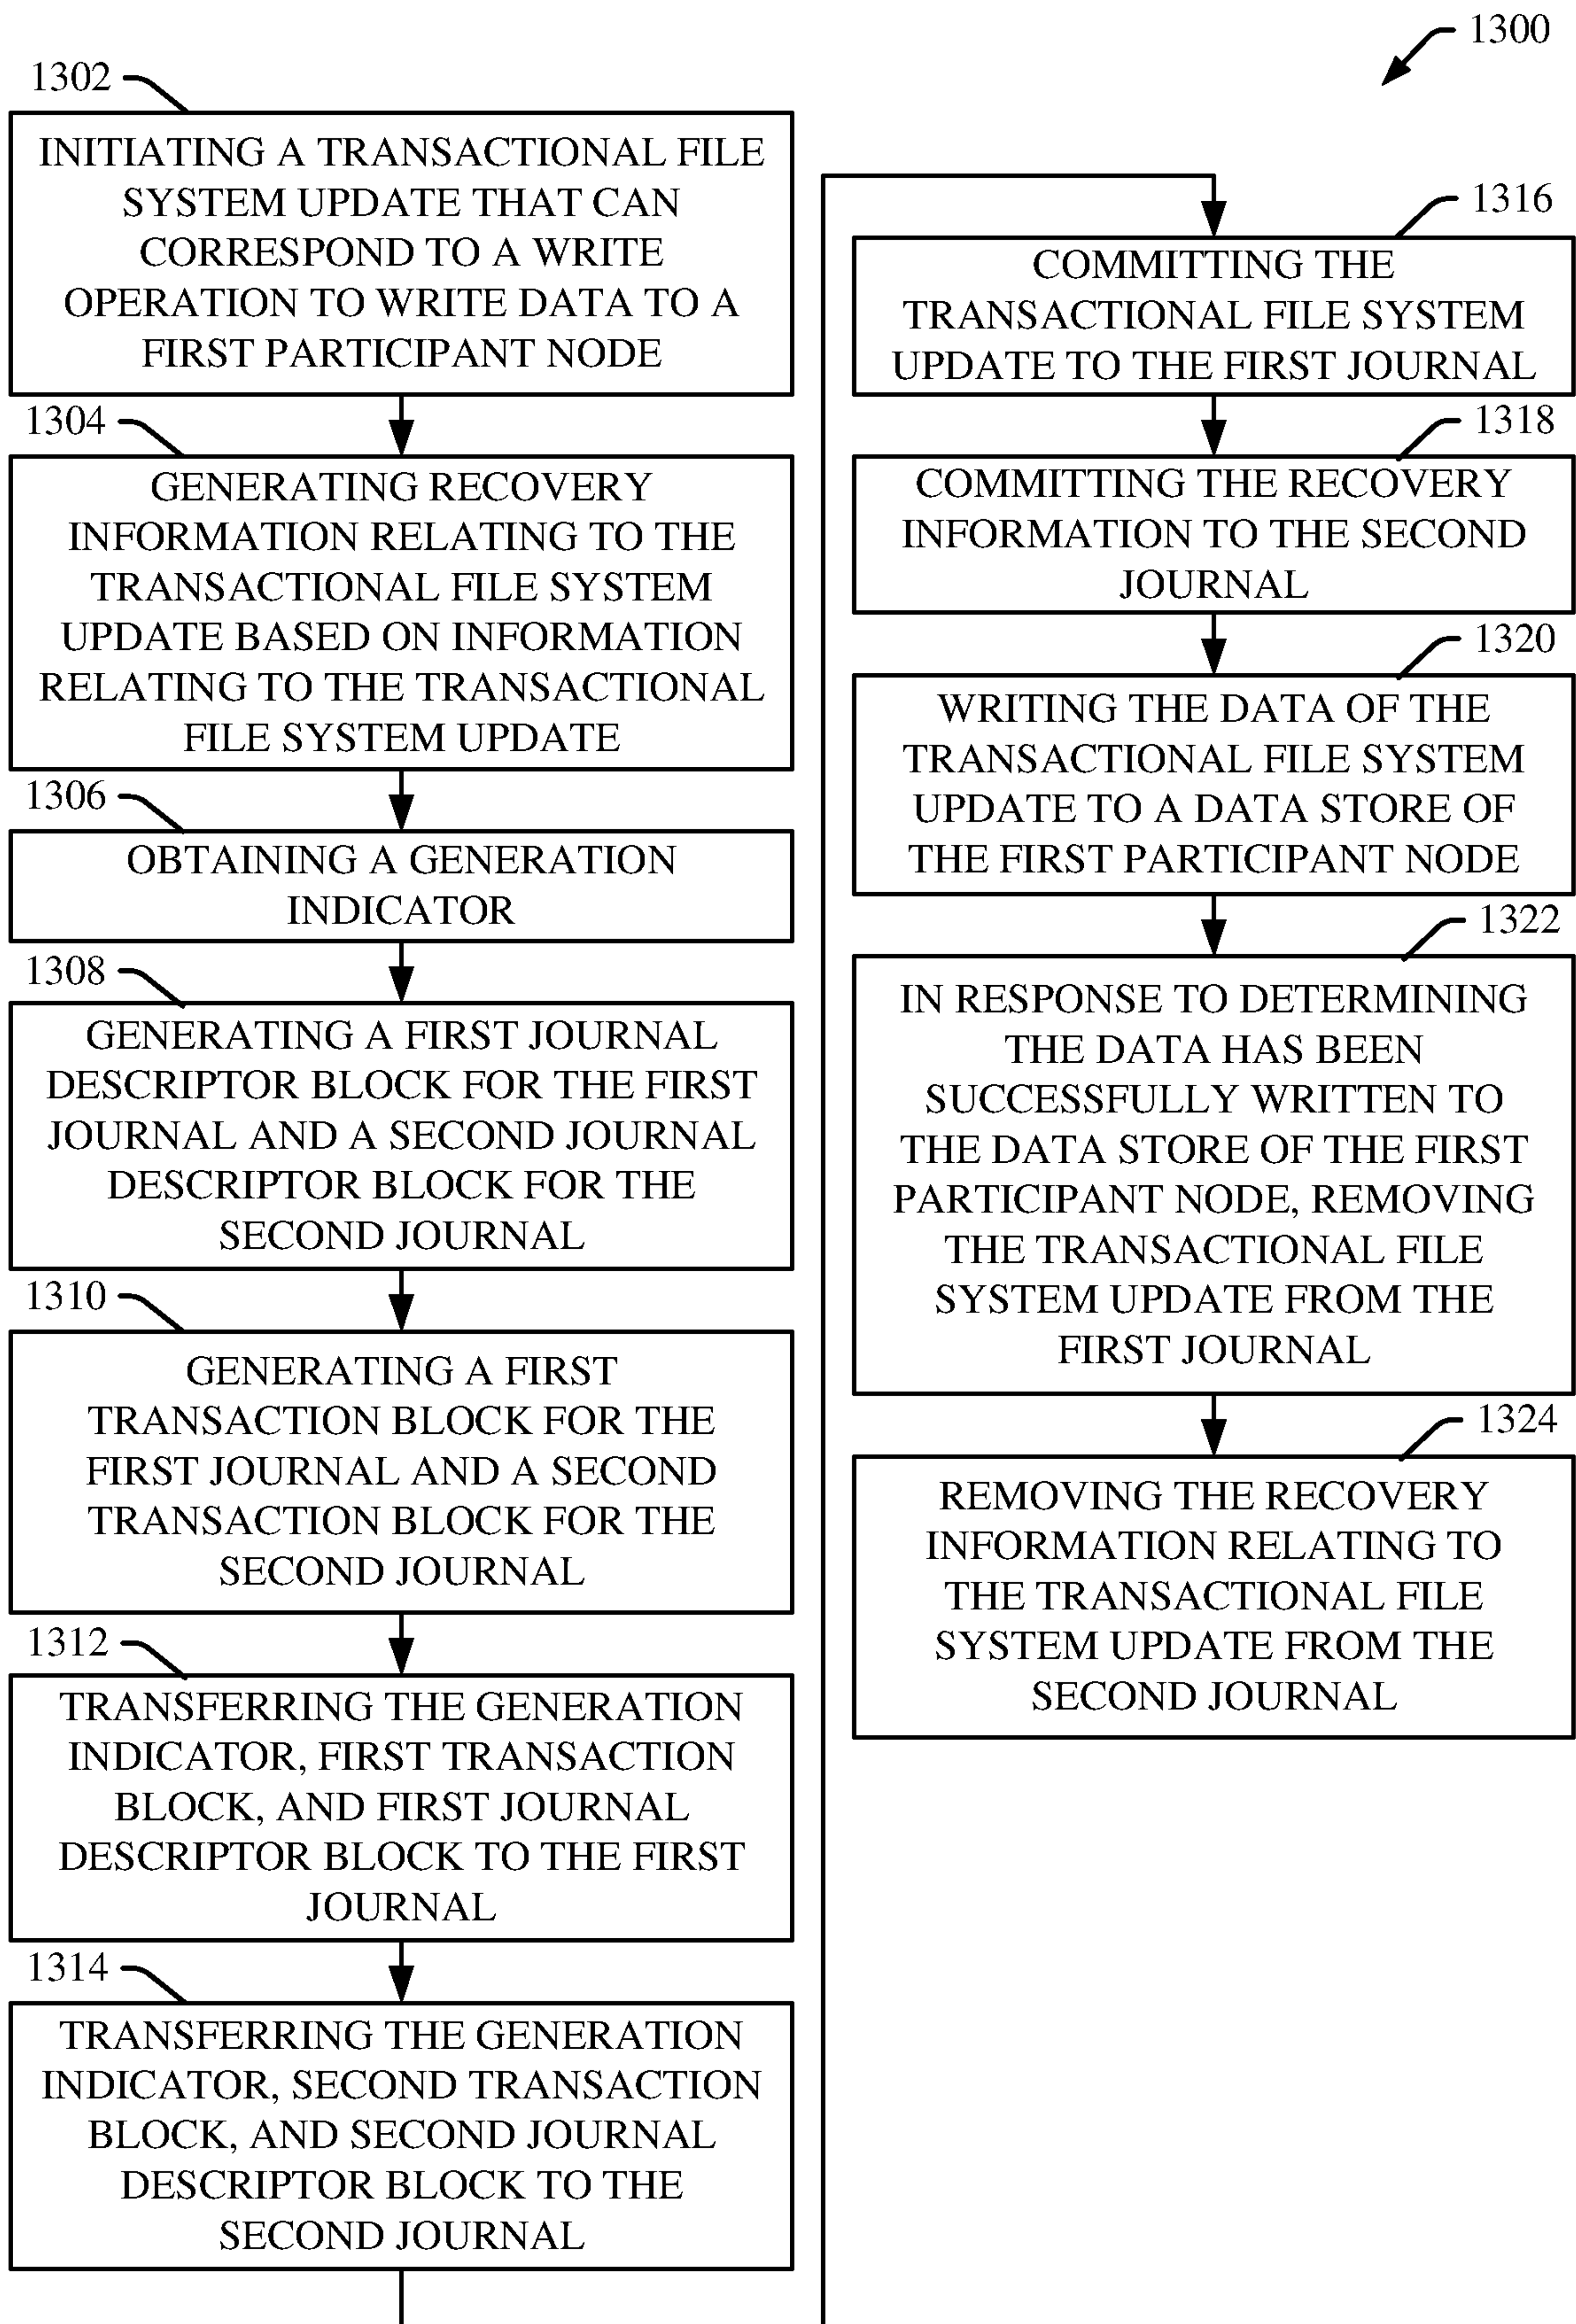 1300
1302
INITIATING A TRANSACTIONAL FILE
SYSTEM UPDATE THAT CAN
CORRESPOND TO A WRITE
OPERATION TO WRITE DATA TO A
FIRST PARTICIPANT NODE
1304
GENERATING RECOVERY
INFORMATION RELATING TO THE
TRANSACTIONAL FILE SYSTEM
UPDATE BASED ON INFORMATION
RELATING TO THE TRANSACTIONAL
FILE SYSTEM UPDATE
1306
OBTAINING A GENERATION
INDICATOR
1308
GENERATING A FIRST JOURNAL
DESCRIPTOR BLOCK FOR THE FIRST
JOURNAL AND A SECOND JOURNAL
DESCRIPTOR BLOCK FOR THE
SECOND JOURNAL
1310
GENERATING A FIRST
TRANSACTION BLOCK FOR THE
FIRST JOURNAL AND A SECOND
TRANSACTION BLOCK FOR THE
SECOND JOURNAL
1312
TRANSFERRING THE GENERATION
INDICATOR, FIRST TRANSACTION
BLOCK, AND FIRST JOURNAL
DESCRIPTOR BLOCK TO THE FIRST
JOURNAL
1314
TRANSFERRING THE GENERATION
INDICATOR, SECOND TRANSACTION
BLOCK, AND SECOND JOURNAL
DESCRIPTOR BLOCK TO THE
SECOND JOURNAL
1316
COMMITTING THE
TRANSACTIONAL FILE SYSTEM
UPDATE TO THE FIRST JOURNAL
1318
COMMITTING THE RECOVERY
INFORMATION TO THE SECOND
JOURNAL
1320
WRITING THE DATA OF THE
TRANSACTIONAL FILE SYSTEM
UPDATE TO A DATA STORE OF
THE FIRST PARTICIPANT NODE
1322
IN RESPONSE TO DETERMINING
THE DATA HAS BEEN
SUCCESSFULLY WRITTEN TO
THE DATA STORE OF THE FIRST
PARTICIPANT NODE, REMOVING
THE TRANSACTIONAL FILE
SYSTEM UPDATE FROM THE
FIRST JOURNAL
1324
REMOVING THE RECOVERY
INFORMATION RELATING TO
THE TRANSACTIONAL FILE
SYSTEM UPDATE FROM THE
SECOND JOURNAL